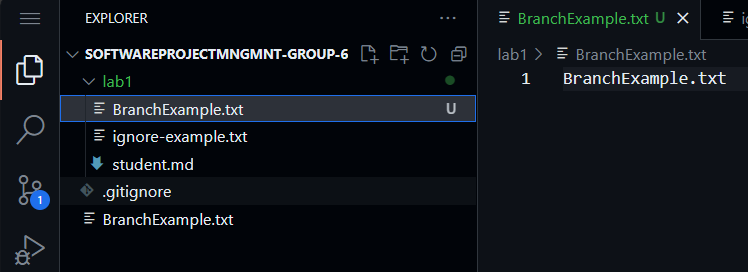 EXPLORER
SOFTWAREPROJECTMNGMNT-GROUP-6
lab1
BranchExample.txt U
ignore-example.txt
student.md
.gitignore
BranchExample.txt
1
BranchExample.txt U
lab1 > BranchExample.txt
1 BranchExample.txt